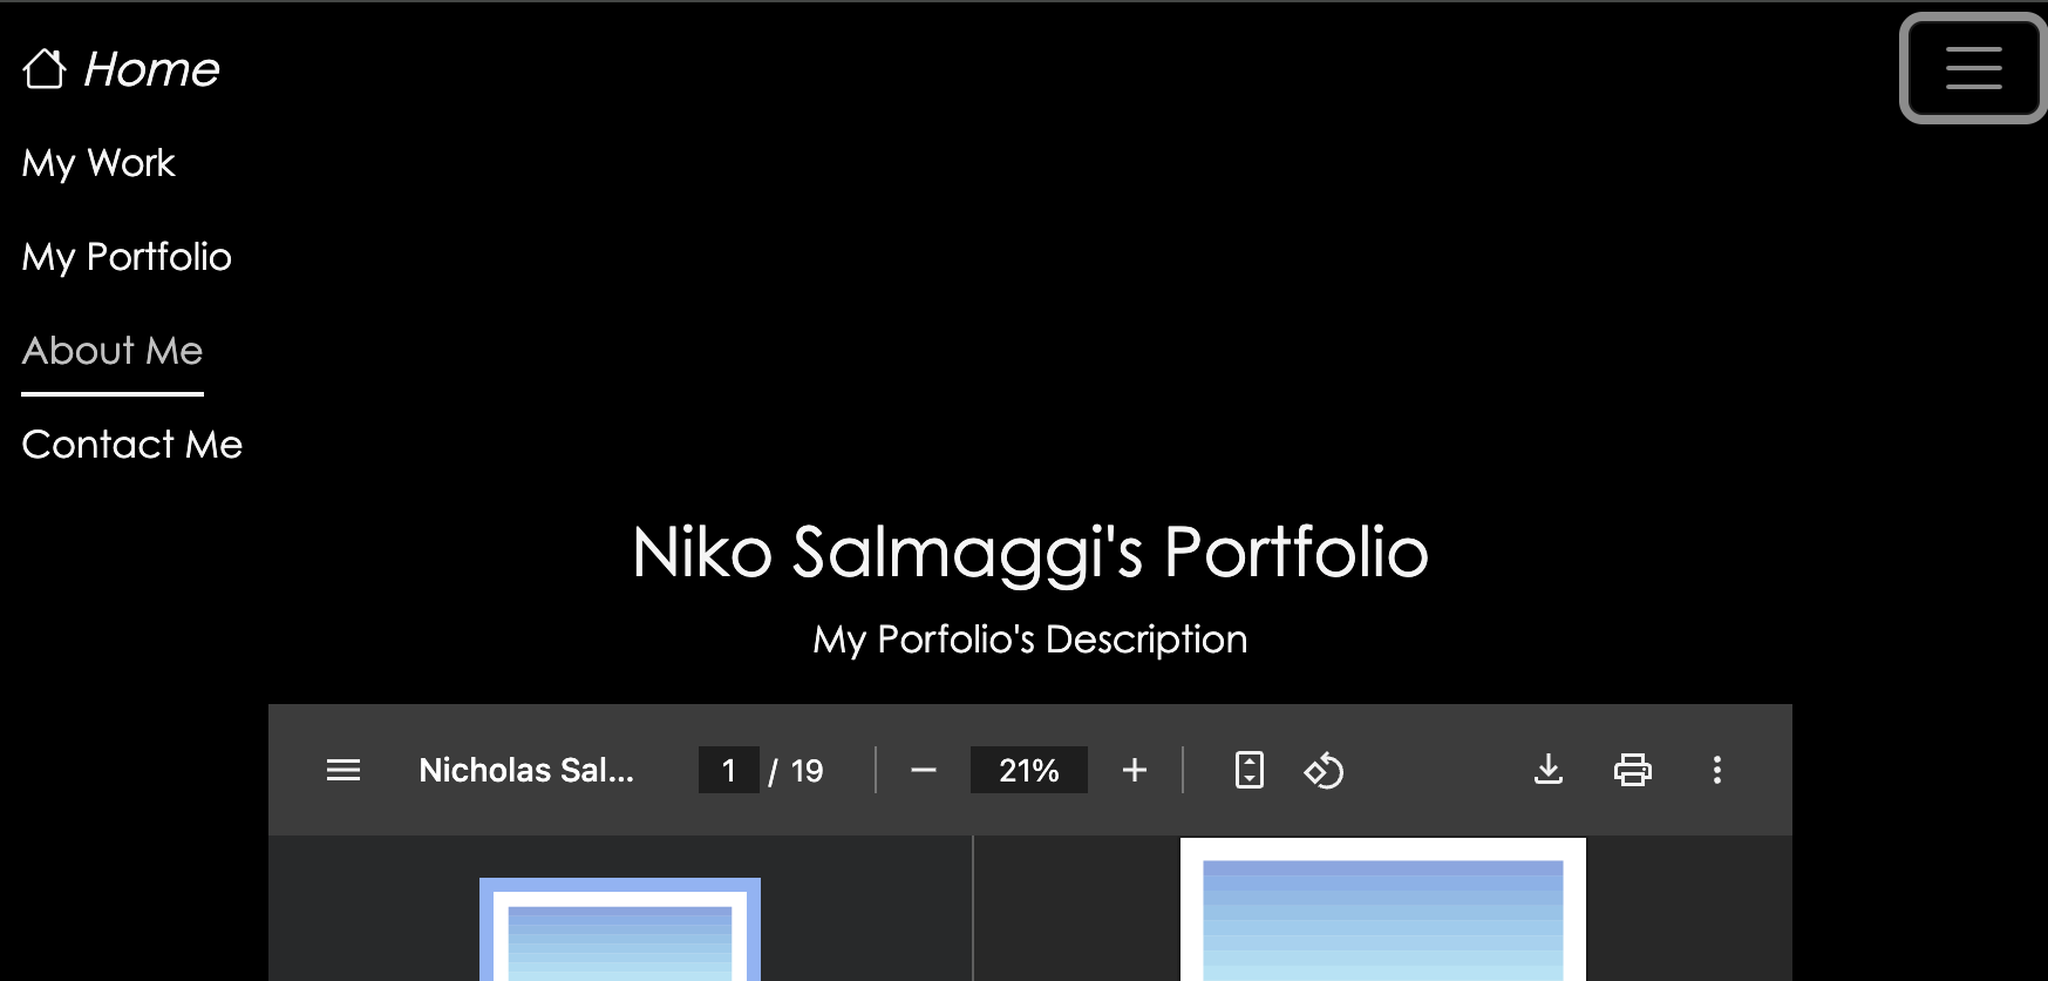 Home
My Work
My Portfolio
About Me
Contact Me
Niko Salmaggi's Portfolio
My Porfolio's Description
Nicholas Sal... 1 / 19 21%